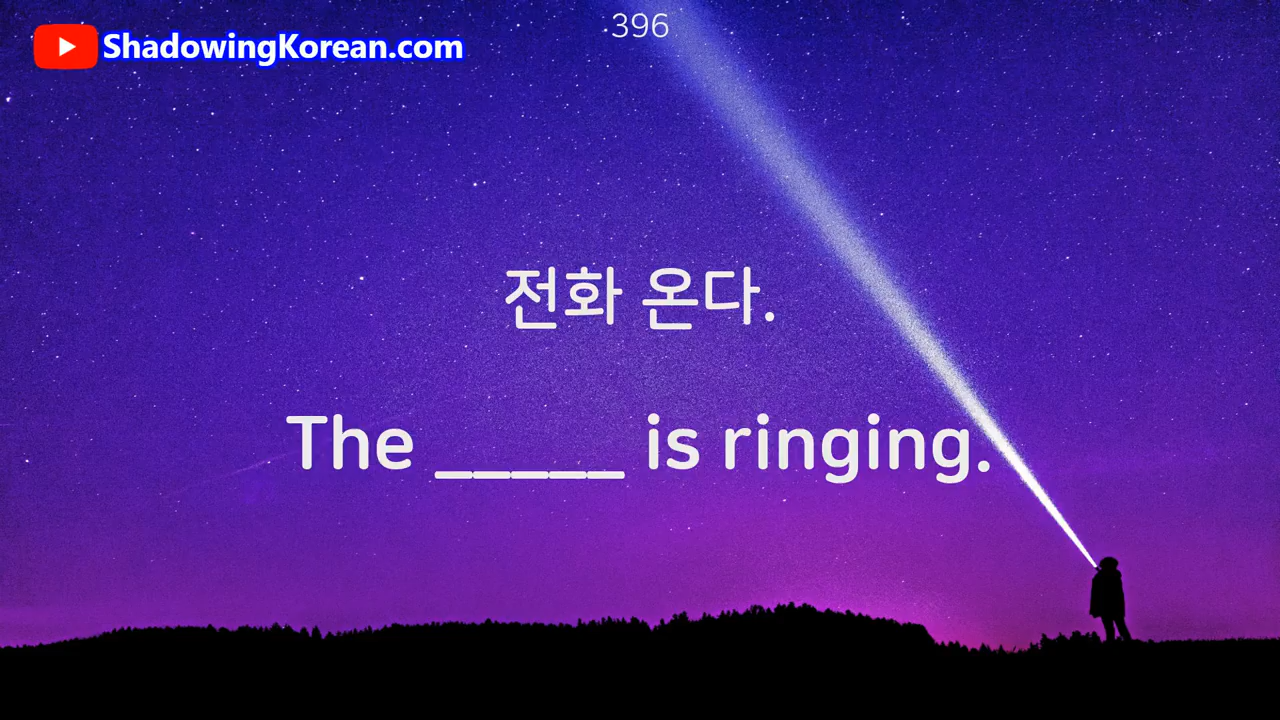 396
ShadowingKorean.com
전화 온다.
The _____ is ringing.